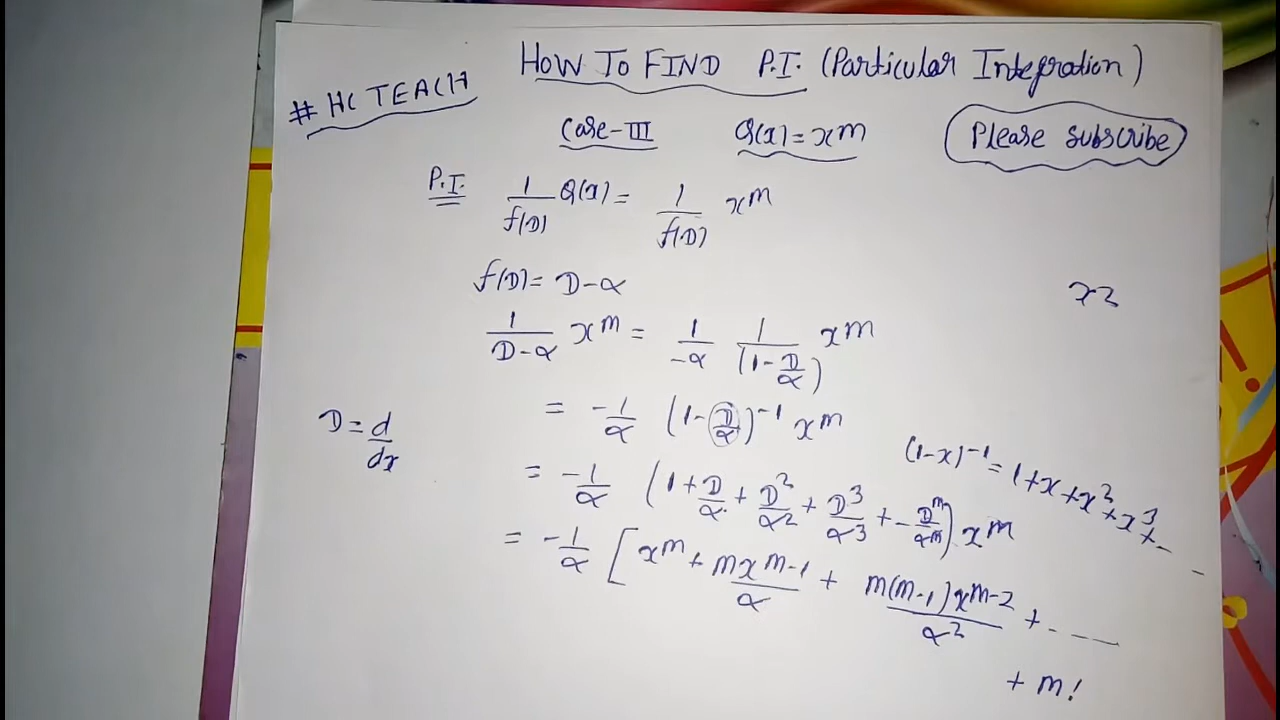 HOW TO FIND P.I. (Particular Integration)
# HC TEACH
Case-III Q(x) = x^m
Please subscribe
P.I. 1/f(D) Q(x) = 1/f(D) x^m
f(D) = D-α
x2
1/(D-α) x^m = 1/-α 1/(1-D/α) x^m
D = d/dx
= -1/α (1-D/α)^-1 x^m
(1-x)^-1 = 1+x+x^2+x^3+- -
= -1/α (1+D/α+D^2/α^2+D^3/α^3+-D^m/α^m) x^m
= -1/α [x^m + mx^m-1/α + m(m-1)x^m-2/α^2 + - - - -
+ m!